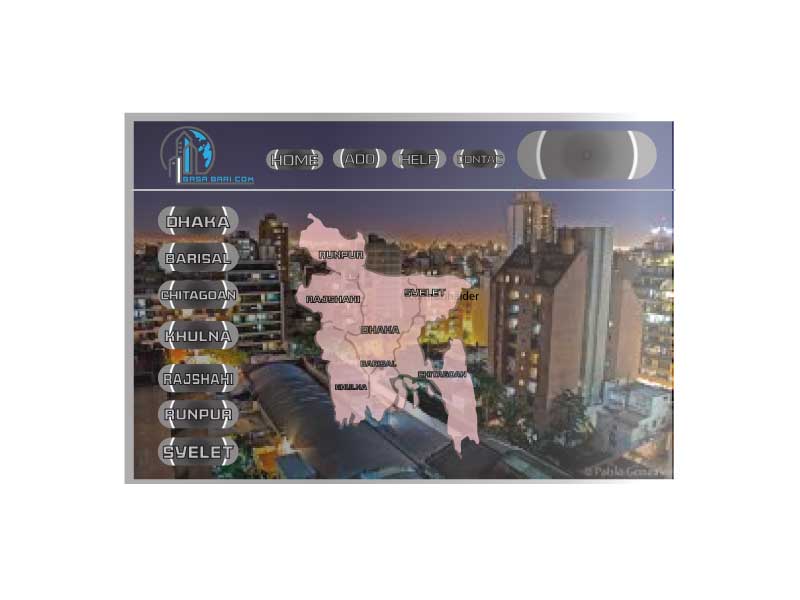 BASA BARI.COM
HOME
ADD
HELP
CONTAC
DHAKA
BARISAL
CHITAGOAN
KHULNA
RAJSHAHI
RUNPUR
SYELET
RUNPUR
RAJSHAHI
SYELET
DHAKA
BARISAL
KHULNA
CHITAGOAN